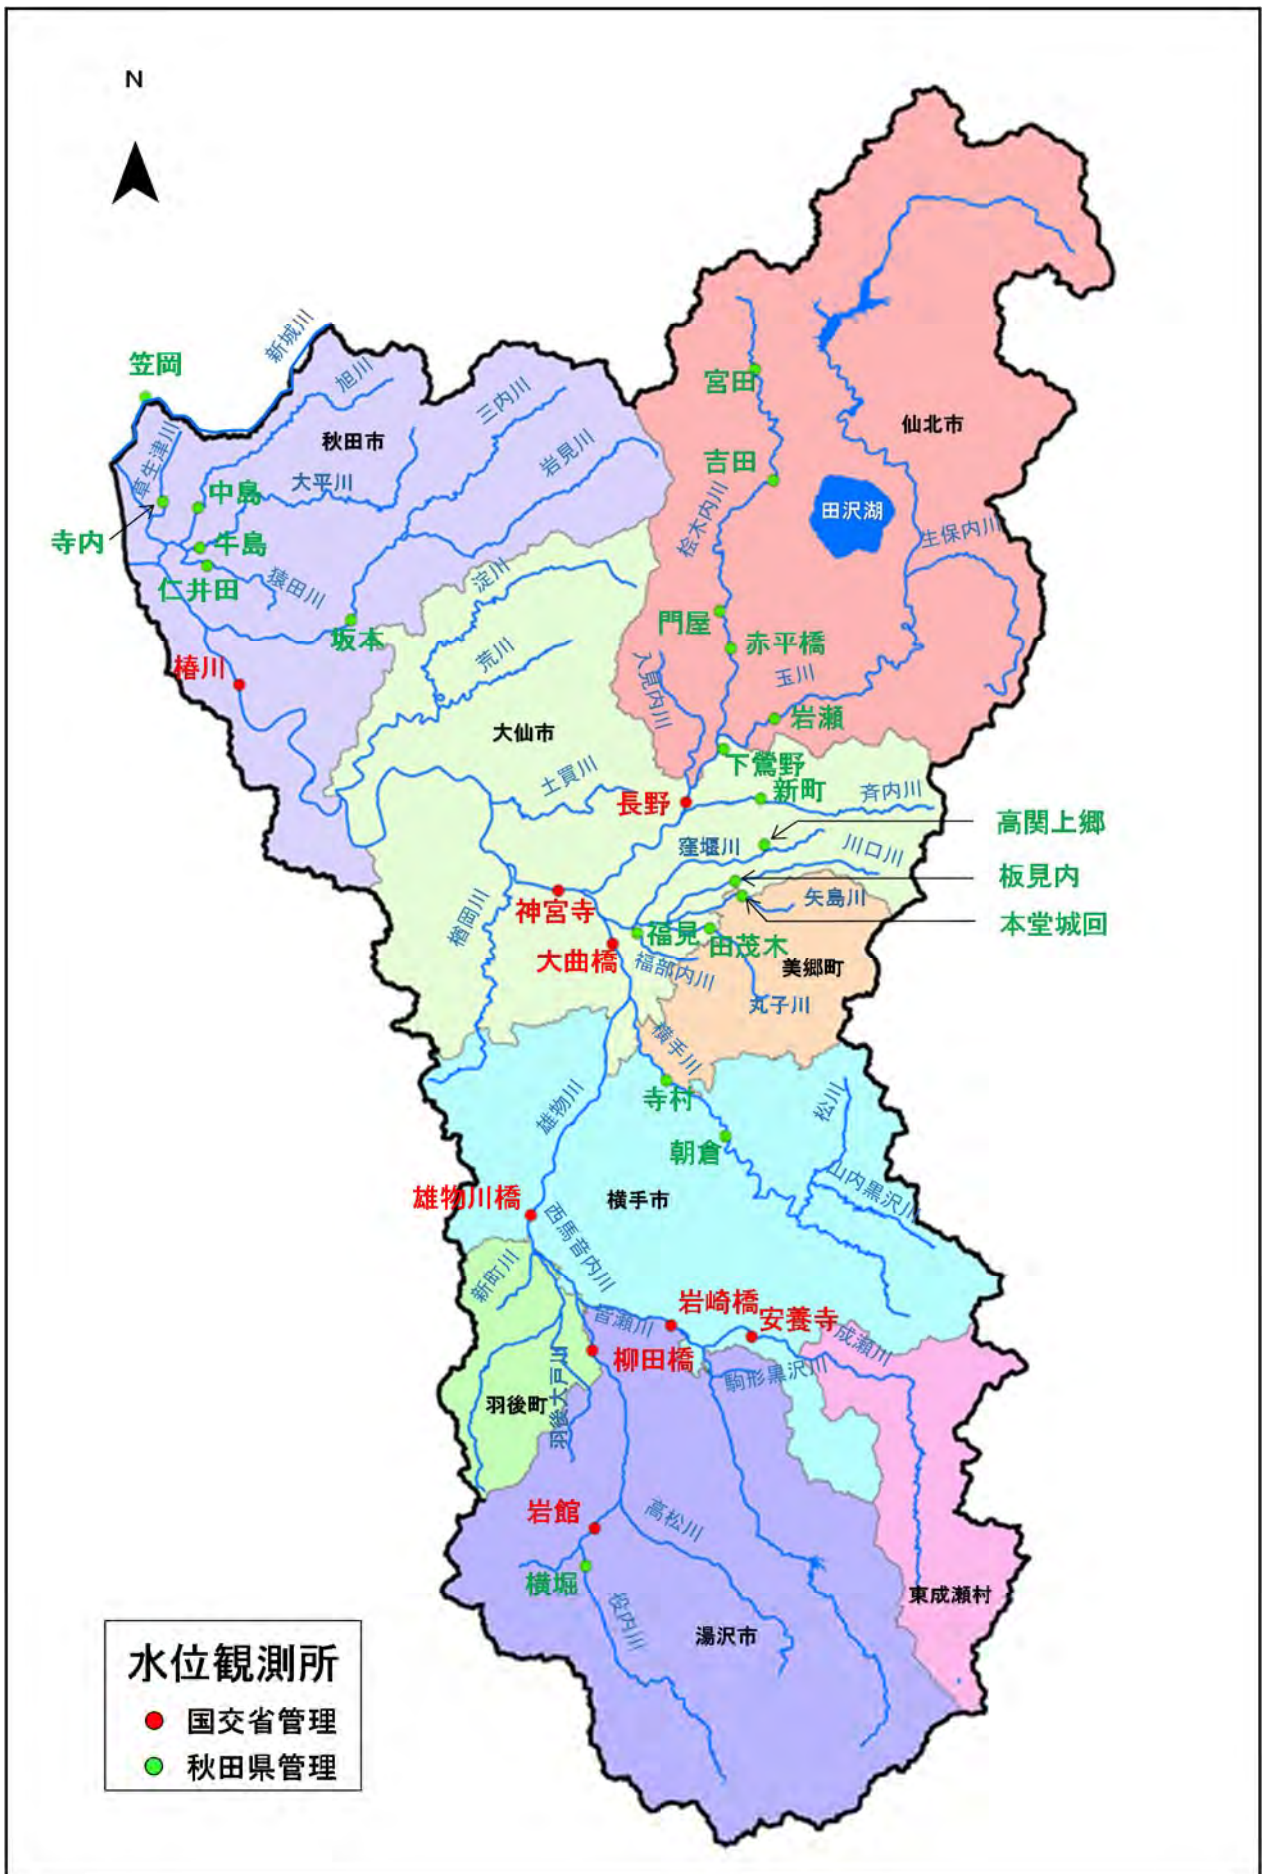 N
新城川
笠岡
旭川
三内川
宮田
秋田市
仙北市
草生津川
岩見川
吉田
大平川
中島
田沢湖
桧木内川
生保内川
寺内
牛島
淀川
仁井田
猿田川
門屋
坂本
赤平橋
荒川
椿川
入見内川
玉川
岩瀬
大仙市
下鶯野
土買川
長野
新町
斉内川
高関上郷
窪堰川
川口川
板見内
矢島川
神宮寺
楢岡川
本堂城回
福見
田茂木
大曲橋
福部内川
美郷町
丸子川
横手川
寺村
雄物川
松川
朝倉
山内黒沢川
雄物川橋
横手市
西馬音内川
新町川
岩崎橋
安養寺
皆瀬川
成瀬川
柳田橋
駒形黒沢川
羽後町
羽後大戸川
岩館
高松川
横堀
東成瀬村
役内川
湯沢市
水位観測所
国交省管理
秋田県管理